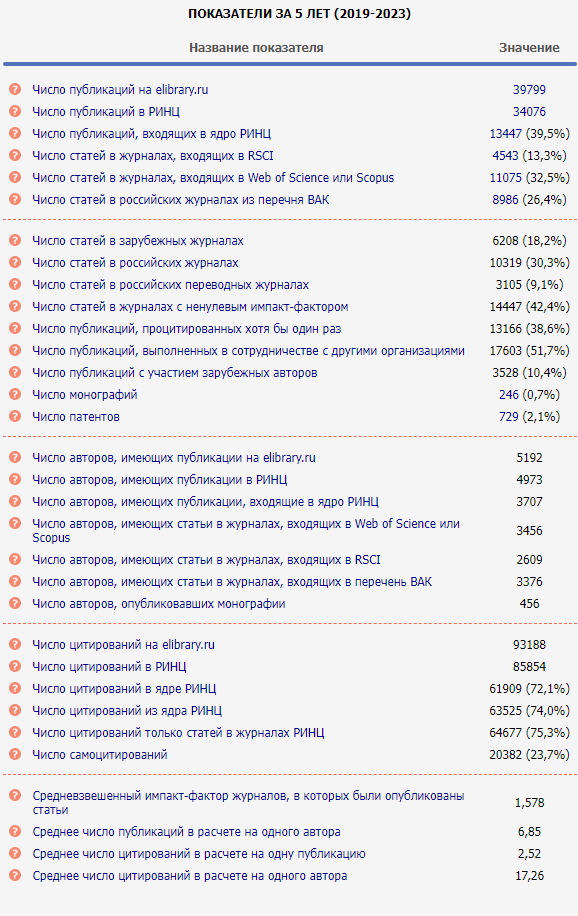 ПОКАЗАТЕЛИ ЗА 5 ЛЕТ (2019-2023)
Название показателя Значение
? Число публикаций на elibrary.ru 39799
? Число публикаций в РИНЦ 34076
? Число публикаций, входящих в ядро РИНЦ 13447 (39,5%)
? Число статей в журналах, входящих в RSCI 4543 (13,3%)
? Число статей в журналах, входящих в Web of Science или Scopus 11075 (32,5%)
? Число статей в российских журналах из перечня ВАК 8986 (26,4%)
? Число статей в зарубежных журналах 6208 (18,2%)
? Число статей в российских журналах 10319 (30,3%)
? Число статей в российских переводных журналах 3105 (9,1%)
? Число статей в журналах с ненулевым импакт-фактором 14447 (42,4%)
? Число публикаций, процитированных хотя бы один раз 13166 (38,6%)
? Число публикаций, выполненных в сотрудничестве с другими организациями 17603 (51,7%)
? Число публикаций с участием зарубежных авторов 3528 (10,4%)
? Число монографий 246 (0,7%)
? Число патентов 729 (2,1%)
? Число авторов, имеющих публикации на elibrary.ru 5192
? Число авторов, имеющих публикации в РИНЦ 4973
? Число авторов, имеющих публикации, входящие в ядро РИНЦ 3707
? Число авторов, имеющих статьи в журналах, входящих в Web of Science или
Scopus 3456
? Число авторов, имеющих статьи в журналах, входящих в RSCI 2609
? Число авторов, имеющих статьи в журналах, входящих в перечень ВАК 3376
? Число авторов, опубликовавших монографии 456
? Число цитирований на elibrary.ru 93188
? Число цитирований в РИНЦ 85854
? Число цитирований в ядре РИНЦ 61909 (72,1%)
? Число цитирований из ядра РИНЦ 63525 (74,0%)
? Число цитирований только статей в журналах РИНЦ 64677 (75,3%)
? Число самоцитирований 20382 (23,7%)
? Средневзвешенный импакт-фактор журналов, в которых были опубликованы
статьи 1,578
? Среднее число публикаций в расчете на одного автора 6,85
? Среднее число цитирований в расчете на одну публикацию 2,52
? Среднее число цитирований в расчете на одного автора 17,26